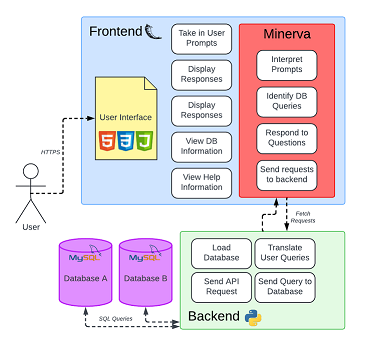 Frontend
Minerva
Take in User
Prompts
Display
Responses
Display
Responses
View DB
Information
View Help
Information
Interpret
Prompts
Identify DB
Queries
Respond to
Questions
Send requests
to backend
User Interface
5 3 J
HTTPS
User
Fetch
Requests
MySQL
Database A
MySQL
Database B
SQL Queries
Load
Database
Translate
User Queries
Send API
Request
Send Query to
Database
Backend